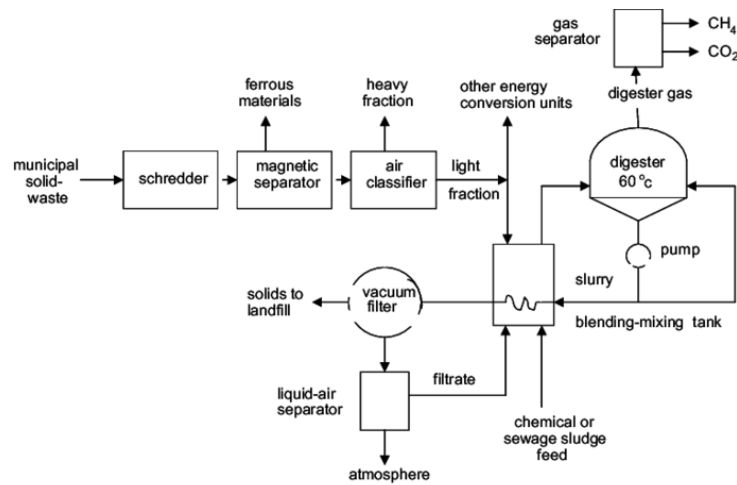 gas
separator
CH4
CO2
digester gas
ferrous
materials
heavy
fraction
other energy
conversion units
municipal
solid-
waste
schredder
magnetic
separator
air
classifier
light
fraction
digester
60°c
pump
slurry
solids to
landfill
vacuum
filter
blending-mixing tank
liquid-air
separator
filtrate
chemical or
sewage sludge
feed
atmosphere